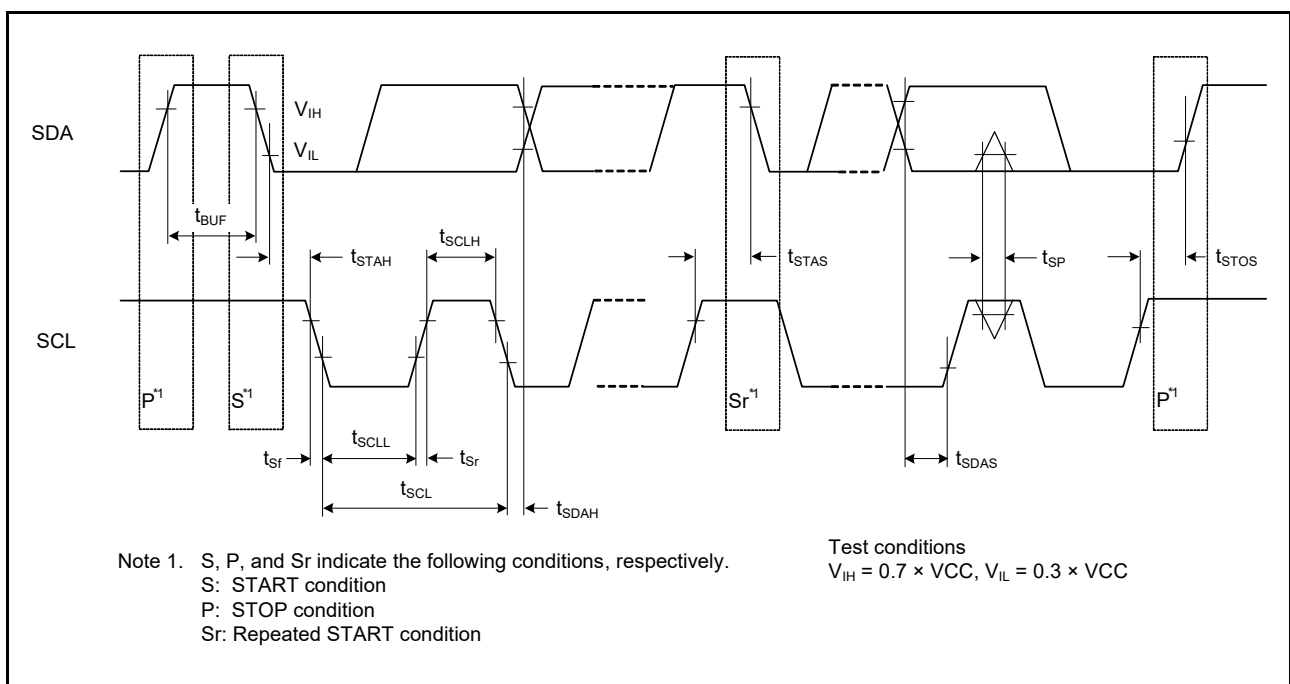 SDA
V_IH
V_IL
t_BUF
t_STAH
t_SCLH
t_STAS
t_SP
t_STOS
SCL
P*1
S*1
Sr*1
P*1
t_Sf
t_SCLL
t_Sr
t_SCL
t_SDAH
t_SDAS
Note 1. S, P, and Sr indicate the following conditions, respectively.
S: START condition
P: STOP condition
Sr: Repeated START condition
Test conditions
V_IH = 0.7 × VCC, V_IL = 0.3 × VCC